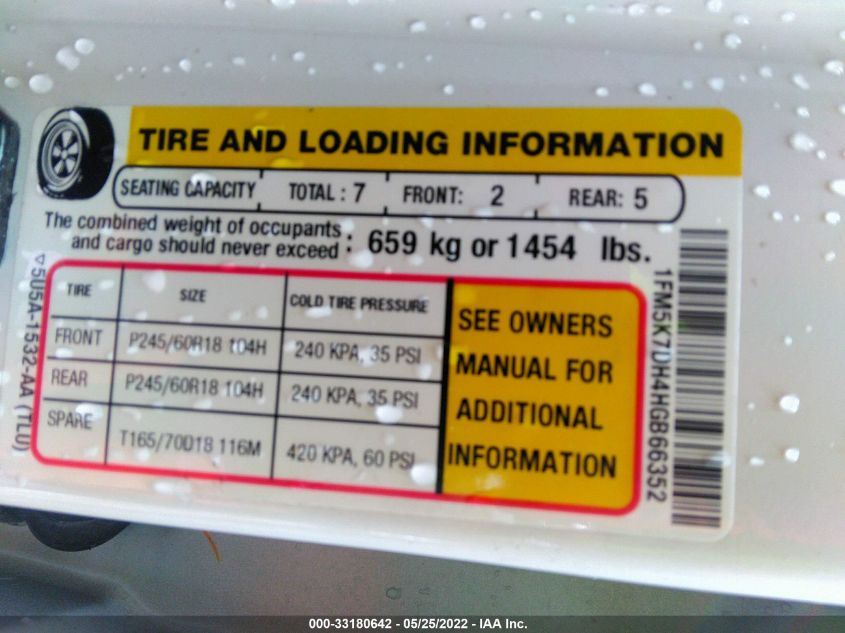 TIRE AND LOADING INFORMATION
SEATING CAPACITY TOTAL : 7 FRONT: 2 REAR: 5
The combined weight of occupants
and cargo should never exceed : 659 kg or 1454 lbs.
TIRE SIZE COLD TIRE PRESSURE
FRONT P245/60R18 104H 240 KPA, 35 PSI
REAR P245/60R18 104H 240 KPA, 35 PSI
SPARE T165/70D18 116M 420 KPA, 60 PSI
SEE OWNERS
MANUAL FOR
ADDITIONAL
INFORMATION
1FM5K7DH4HGB66352
▽5U5A-1532-AA (TLU)
000-33180642 - 05/25/2022 - IAA Inc.